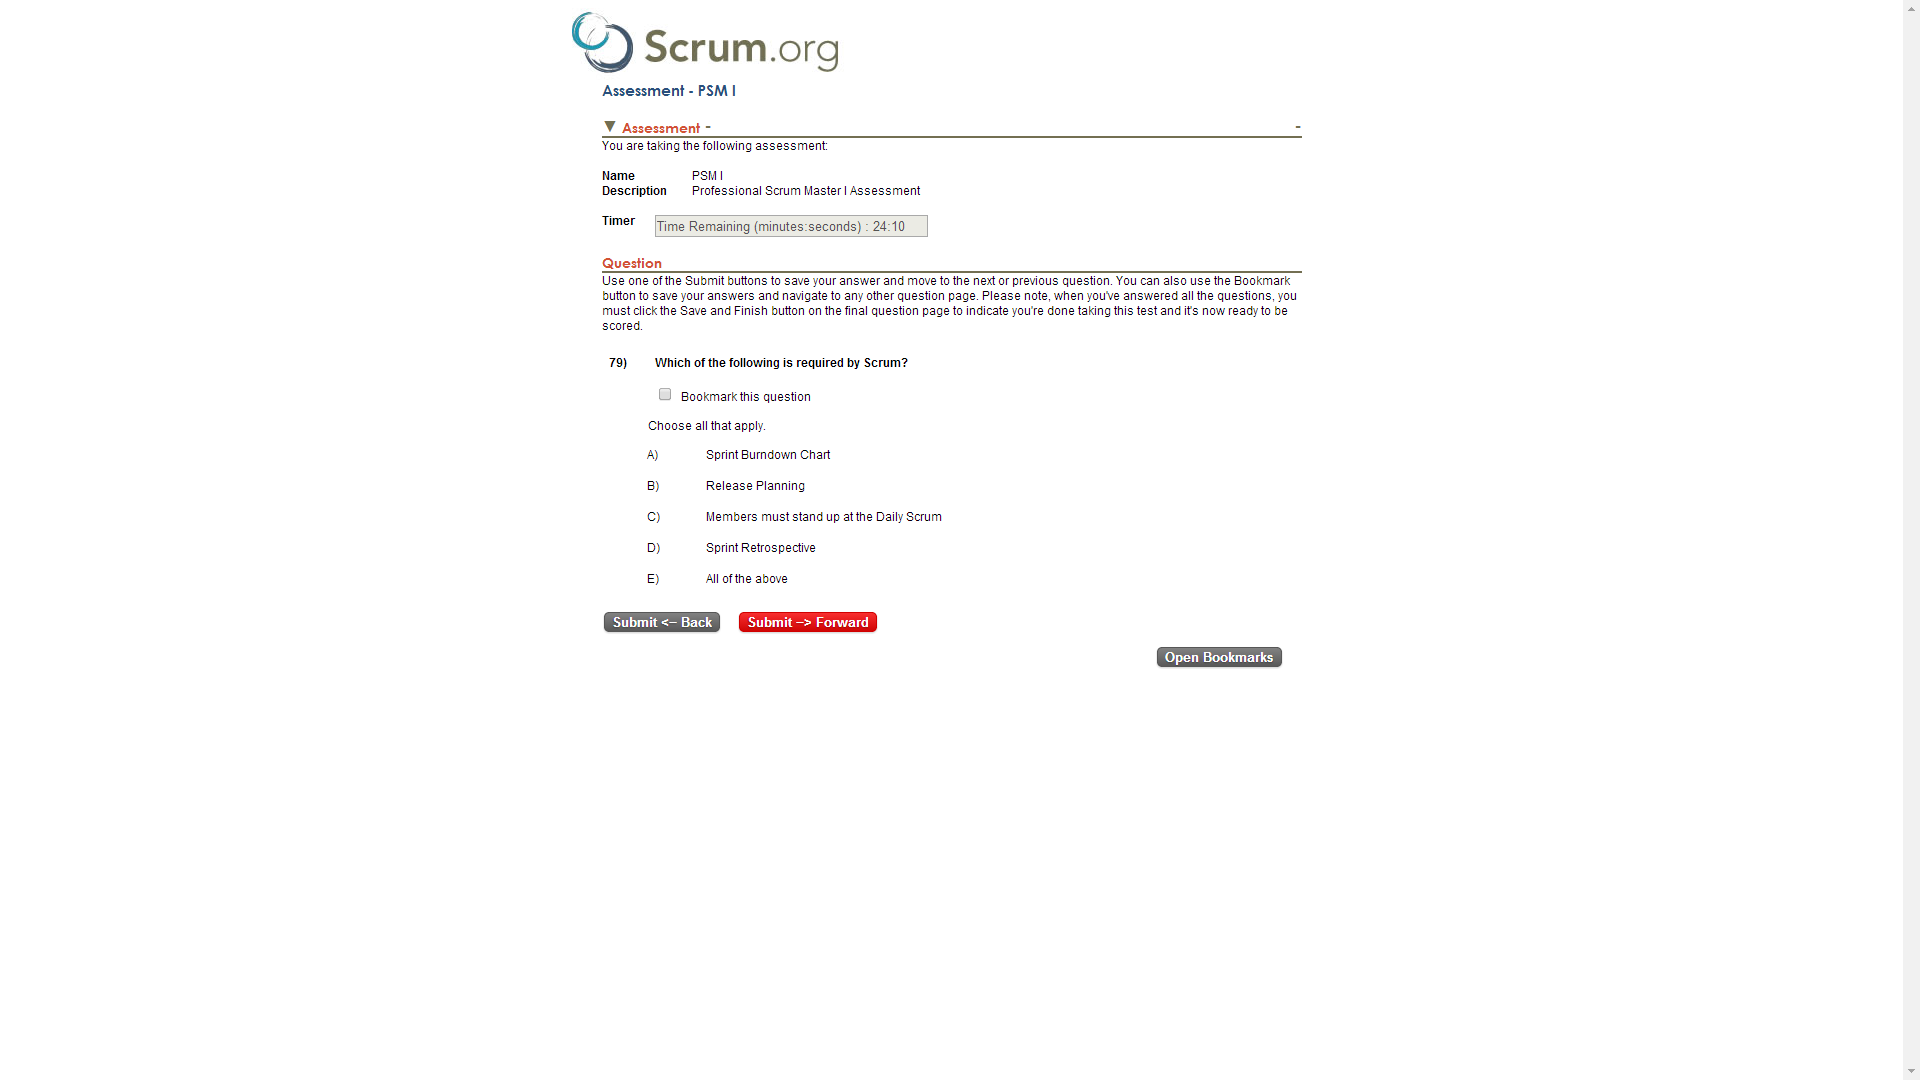 Scrum.org
Assessment - PSM I
▼ Assessment - -
You are taking the following assessment:
Name PSM I
Description Professional Scrum Master I Assessment
Timer Time Remaining (minutes:seconds) : 24:10
Question
Use one of the Submit buttons to save your answer and move to the next or previous question. You can also use the Bookmark
button to save your answers and navigate to any other question page. Please note, when you've answered all the questions, you
must click the Save and Finish button on the final question page to indicate you're done taking this test and it's now ready to be
scored.
79) Which of the following is required by Scrum?
Bookmark this question
Choose all that apply.
A) Sprint Burndown Chart
B) Release Planning
C) Members must stand up at the Daily Scrum
D) Sprint Retrospective
E) All of the above
Submit <-- Back Submit --> Forward
Open Bookmarks